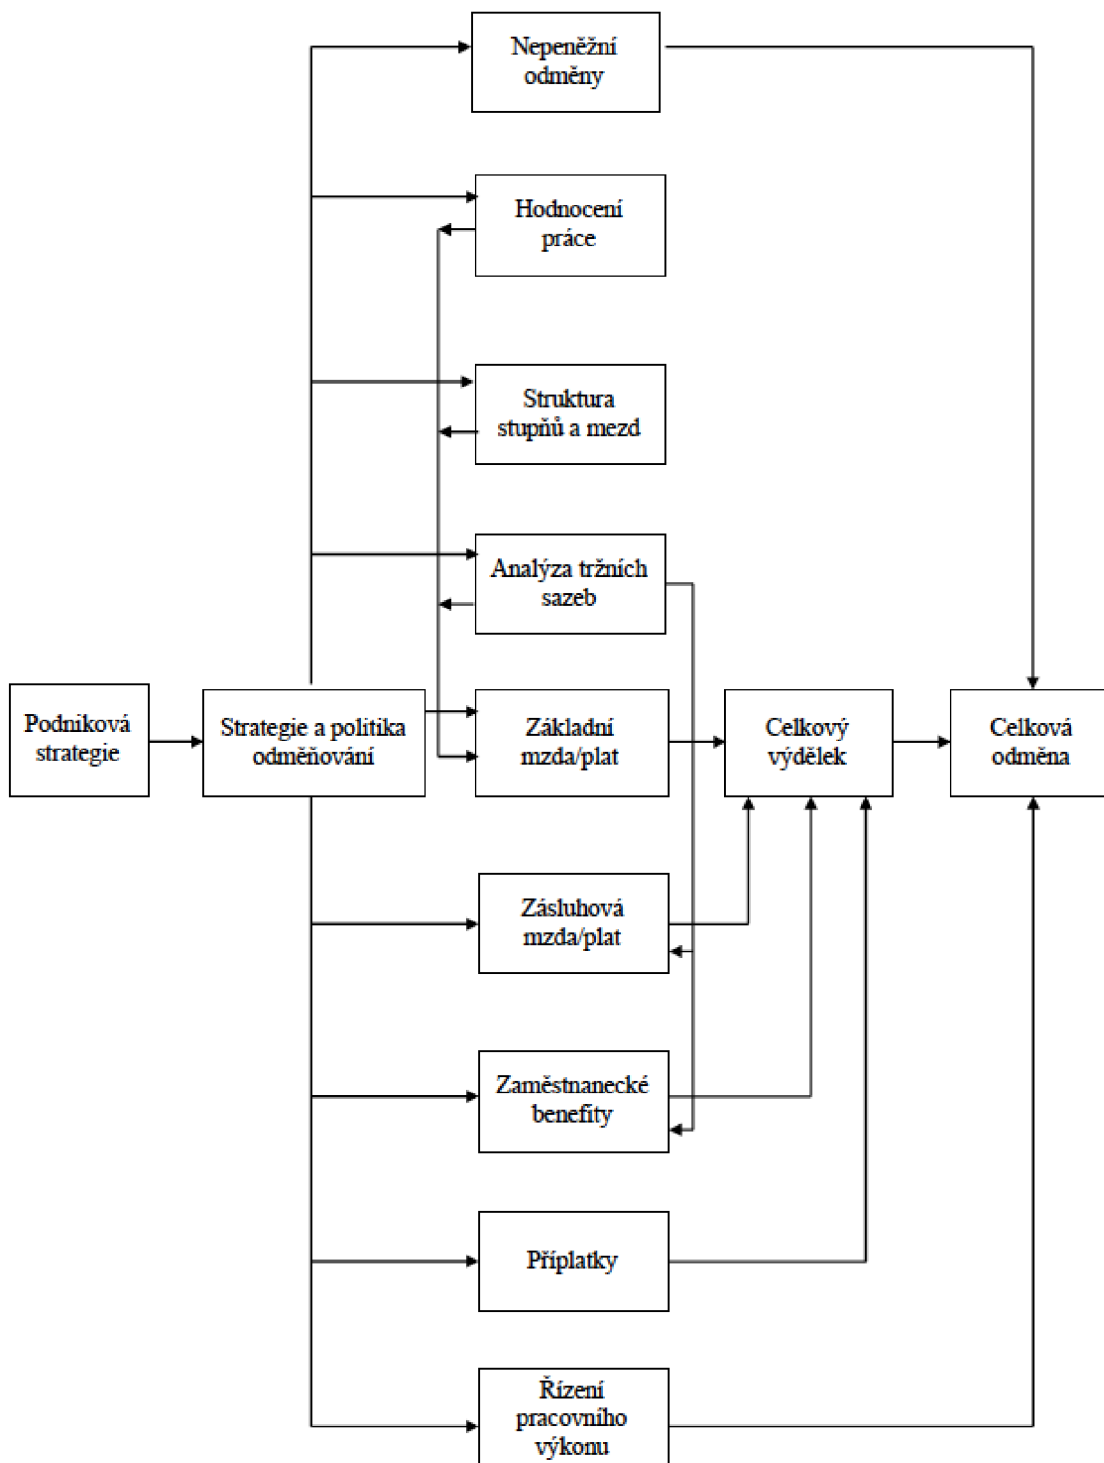 Nepeněžní
odměny
Hodnocení
práce
Struktura
stupňů a mezd
Analýza tržních
sazeb
Podniková
strategie
Strategie a politika
odměňování
Základní
mzda/plat
Celkový
výdělek
Celková
odměna
Zásluhová
mzda/plat
Zaměstnanecké
benefity
Příplatky
Řízení
pracovního
výkonu